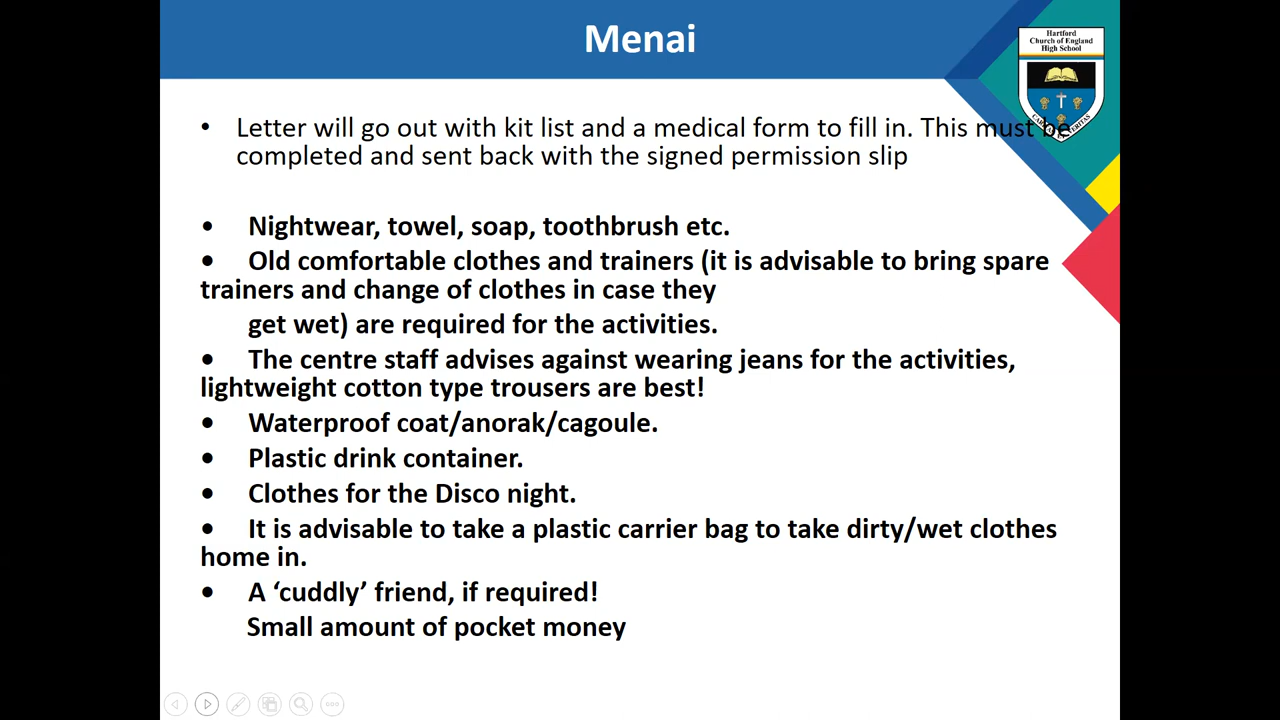 Menai
Hartford
Church of England
High School
CARITAS ET VERITAS
• Letter will go out with kit list and a medical form to fill in. This must be
completed and sent back with the signed permission slip
• Nightwear, towel, soap, toothbrush etc.
• Old comfortable clothes and trainers (it is advisable to bring spare
trainers and change of clothes in case they
get wet) are required for the activities.
• The centre staff advises against wearing jeans for the activities,
lightweight cotton type trousers are best!
• Waterproof coat/anorak/cagoule.
• Plastic drink container.
• Clothes for the Disco night.
• It is advisable to take a plastic carrier bag to take dirty/wet clothes
home in.
• A ‘cuddly’ friend, if required!
Small amount of pocket money